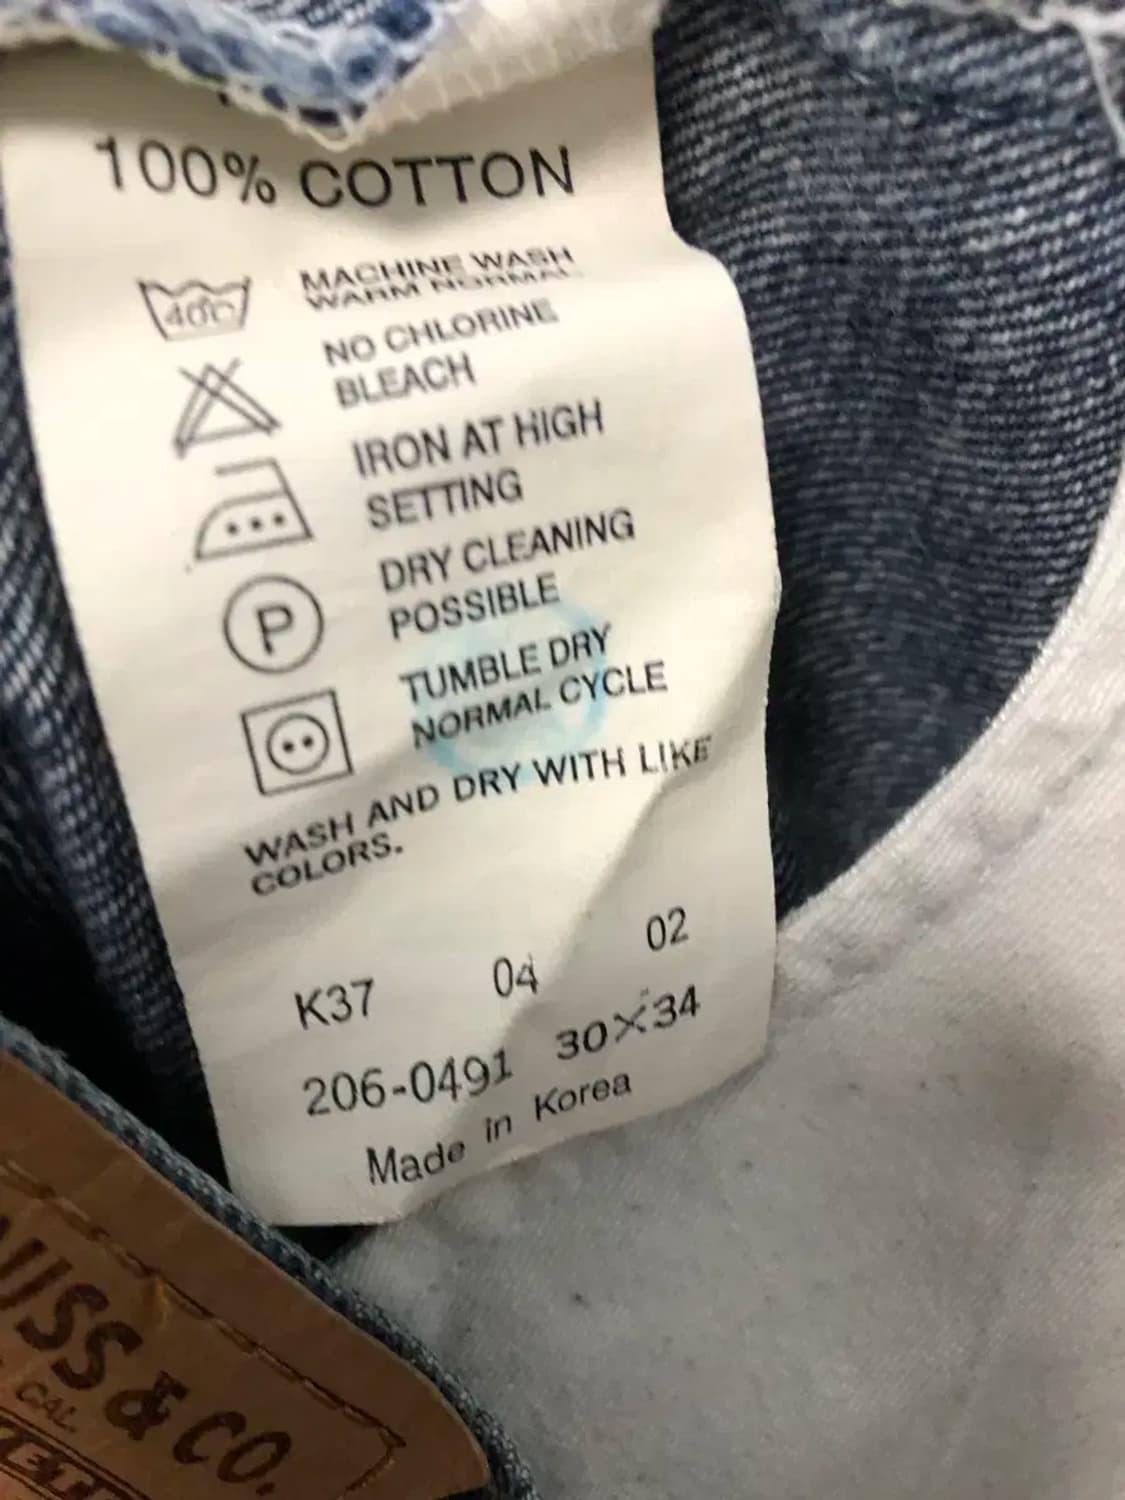 100% COTTON
40°C
MACHINE WASH
WARM NORMAL
NO CHLORINE
BLEACH
IRON AT HIGH
SETTING
P
DRY CLEANING
POSSIBLE
TUMBLE DRY
NORMAL CYCLE
WASH AND DRY WITH LIKE
COLORS.
K37 04 02
206-0491 30X34
Made in Korea
USS & CO.
CAL.